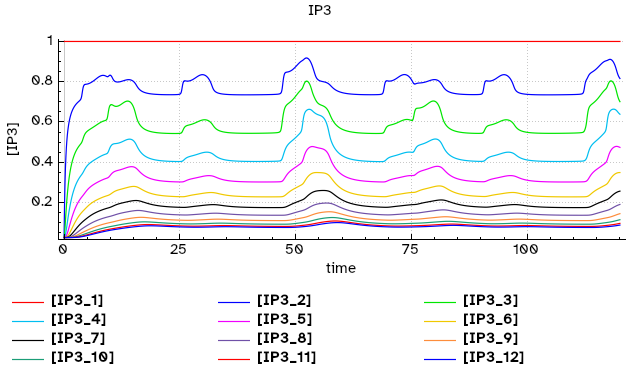 IP3
1
0.8
0.6
0.4
0.2
[IP3]
0 25 50 75 100
time
[IP3_1] [IP3_2] [IP3_3]
[IP3_4] [IP3_5] [IP3_6]
[IP3_7] [IP3_8] [IP3_9]
[IP3_10] [IP3_11] [IP3_12]